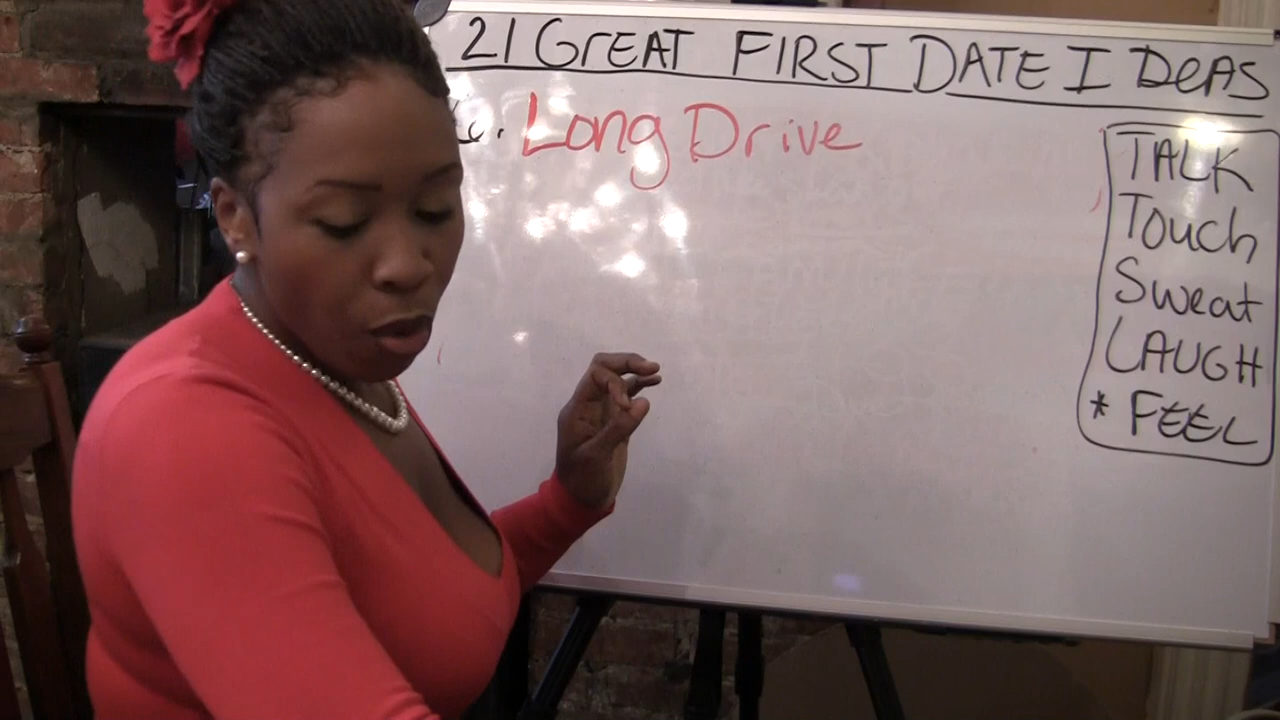 21 GREAT FIRST DATE IDEAS
Long Drive
TALK
Touch
Sweat
LAUGH
* FEEL